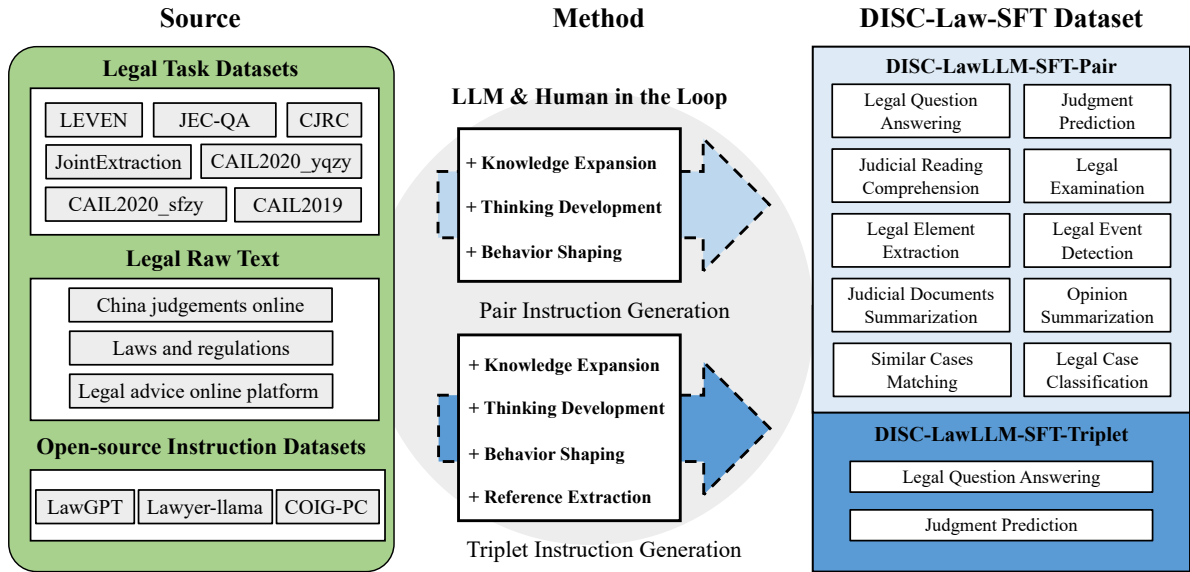 Source
Legal Task Datasets
LEVEN
JEC-QA
CJRC
JointExtraction
CAIL2020_yqzy
CAIL2020_sfzy
CAIL2019
Legal Raw Text
China judgements online
Laws and regulations
Legal advice online platform
Open-source Instruction Datasets
LawGPT
Lawyer-llama
COIG-PC
Method
LLM & Human in the Loop
+ Knowledge Expansion
+ Thinking Development
+ Behavior Shaping
Pair Instruction Generation
+ Knowledge Expansion
+ Thinking Development
+ Behavior Shaping
+ Reference Extraction
Triplet Instruction Generation
DISC-Law-SFT Dataset
DISC-LawLLM-SFT-Pair
Legal Question
Answering
Judgment
Prediction
Judicial Reading
Comprehension
Legal
Examination
Legal Element
Extraction
Legal Event
Detection
Judicial Documents
Summarization
Opinion
Summarization
Similar Cases
Matching
Legal Case
Classification
DISC-LawLLM-SFT-Triplet
Legal Question Answering
Judgment Prediction